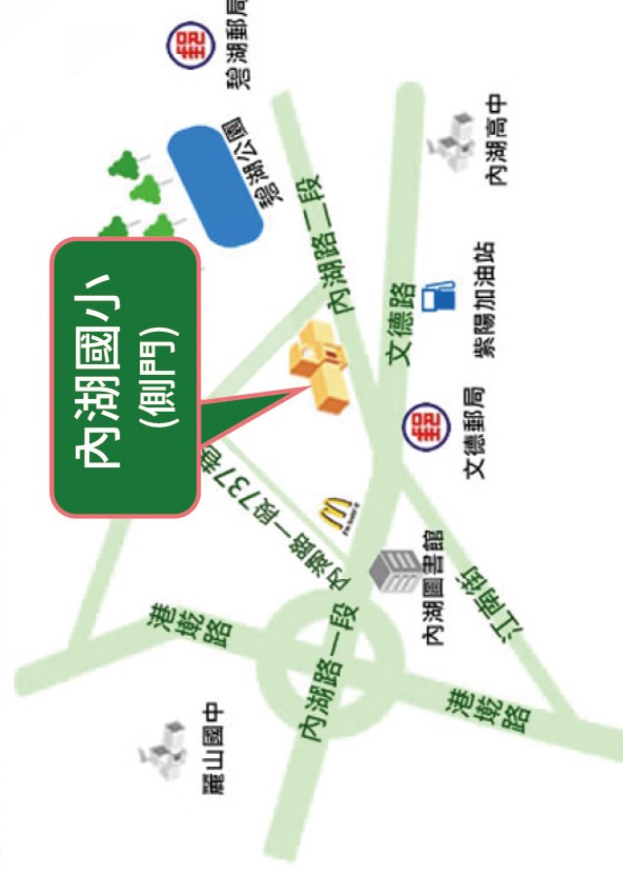 內湖國小
(側門)
碧湖郵局
碧湖公園
內湖路二段
內湖高中
文德路
紫陽加油站
文德郵局
內湖路一段737巷
內湖圖書館
江南街
港墘路
內湖路一段
港墘路
麗山國中